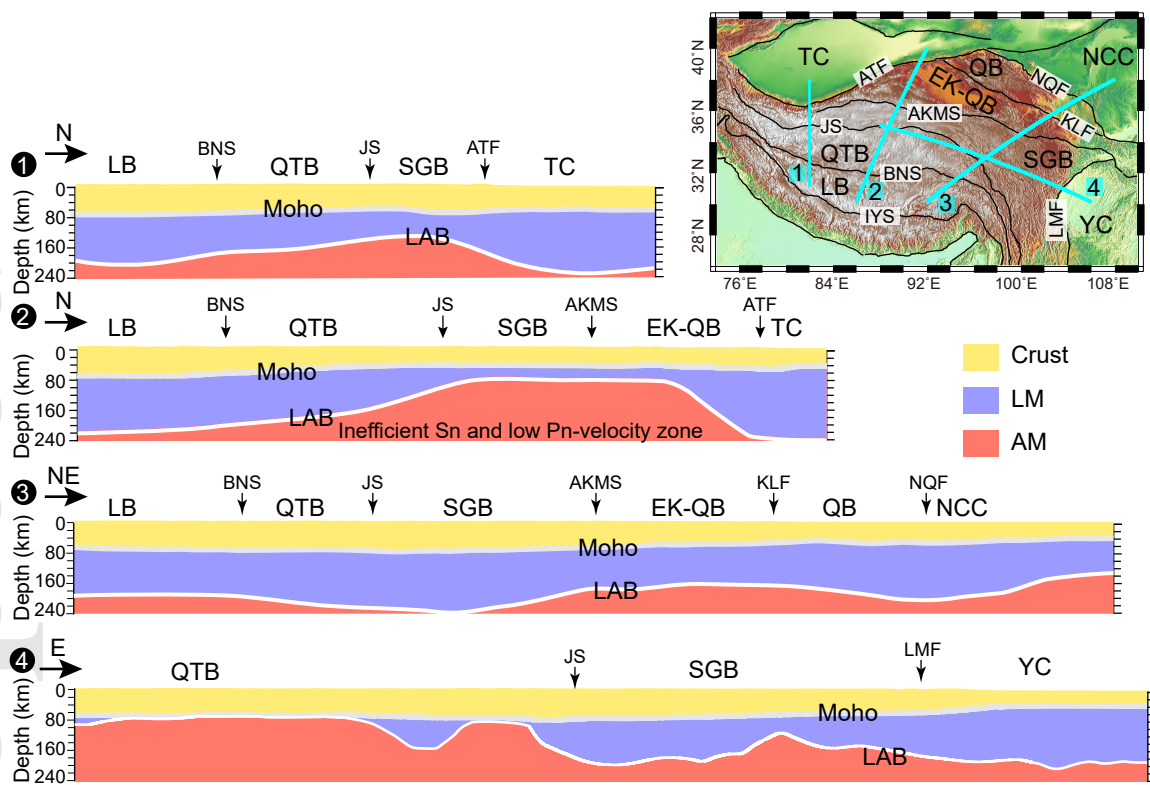 TC
ATF
QB
NQF
NCC
EK-QB
AKMS
KLF
JS
QTB
SGB
1
LB
BNS
2
3
4
IYS
LMF
YC
40°N
36°N
32°N
28°N
76°E 84°E 92°E 100°E 108°E
Crust
LM
AM
1 N
LB BNS QTB JS SGB ATF TC
Depth (km)
0
80
160
240
Moho
LAB
2 N
LB BNS QTB JS SGB AKMS EK-QB ATF TC
Depth (km)
0
80
160
240
Moho
LAB
Inefficient Sn and low Pn-velocity zone
3 NE
LB BNS QTB JS SGB AKMS EK-QB KLF QB NQF NCC
Depth (km)
0
80
160
240
Moho
LAB
4 E
QTB JS SGB LMF YC
Depth (km)
0
80
160
240
Moho
LAB